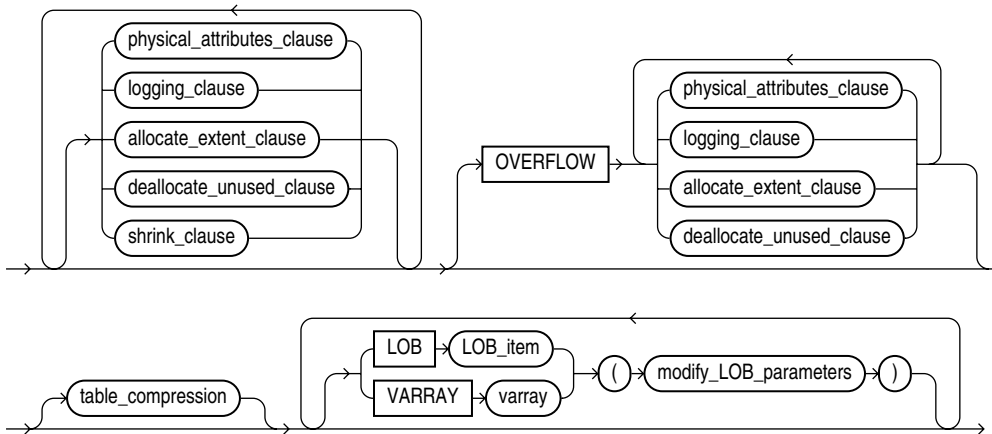 physical_attributes_clause
logging_clause
allocate_extent_clause
deallocate_unused_clause
shrink_clause
OVERFLOW
physical_attributes_clause
logging_clause
allocate_extent_clause
deallocate_unused_clause
table_compression
LOB LOB_item
VARRAY varray
( modify_LOB_parameters )